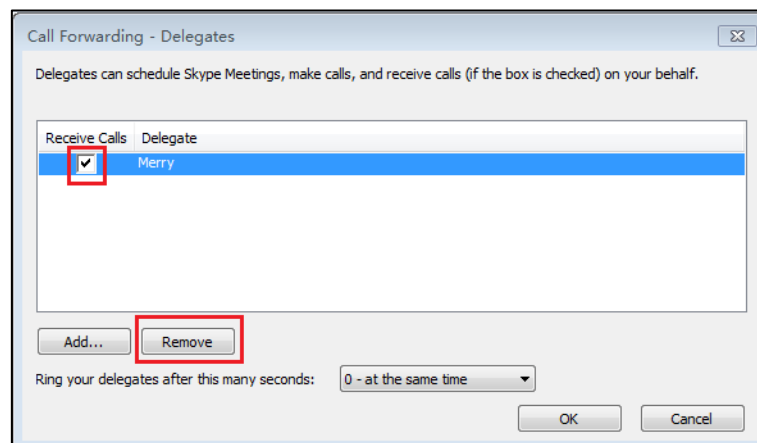 Call Forwarding - Delegates
Delegates can schedule Skype Meetings, make calls, and receive calls (if the box is checked) on your behalf.
Receive Calls Delegate
Merry
Add... Remove
Ring your delegates after this many seconds: 0 - at the same time
OK Cancel